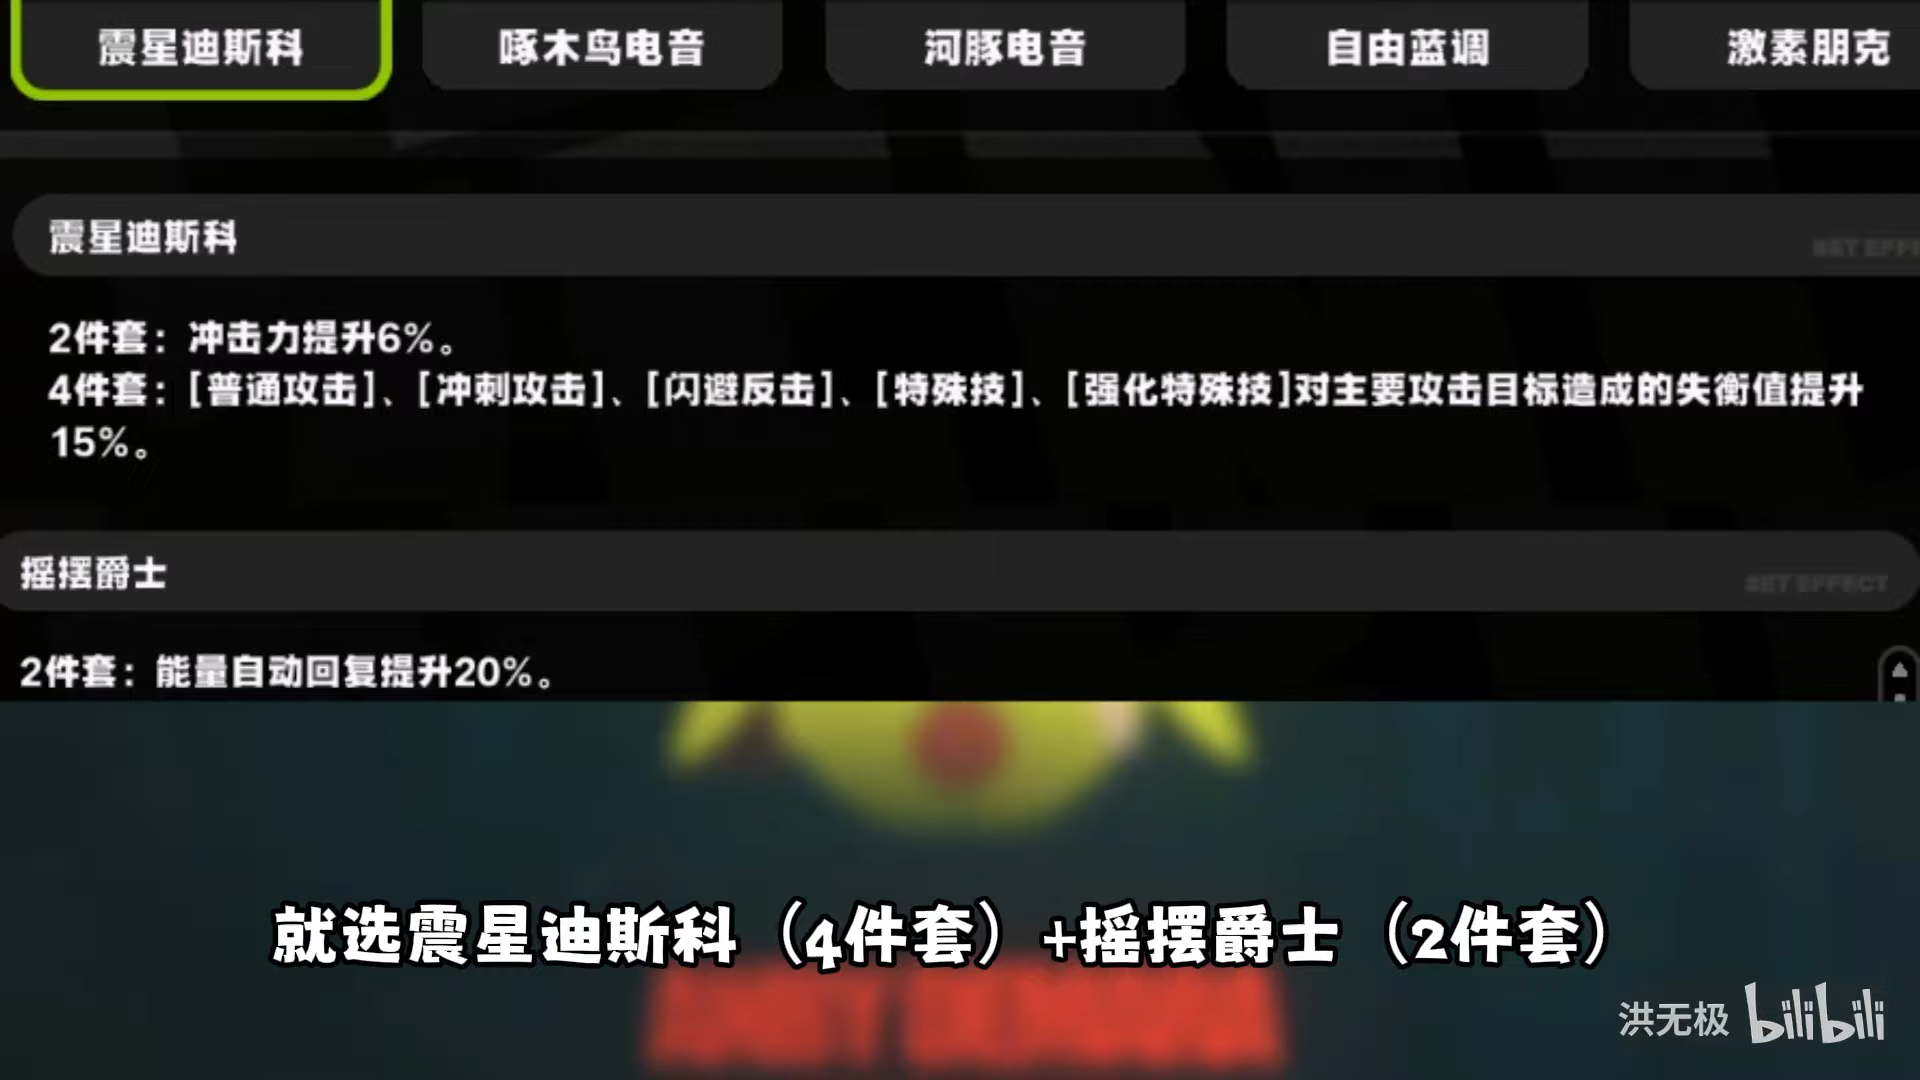 震星迪斯科
啄木鸟电音
河豚电音
自由蓝调
激素朋克
震星迪斯科
SET EFFE
2件套：冲击力提升6%。
4件套：[普通攻击]、[冲刺攻击]、[闪避反击]、[特殊技]、[强化特殊技]对主要攻击目标造成的失衡值提升
15%。
摇摆爵士
SET EFFECT
2件套：能量自动回复提升20%。
就选震星迪斯科（4件套）+摇摆爵士（2件套）
洪无极 bilibili